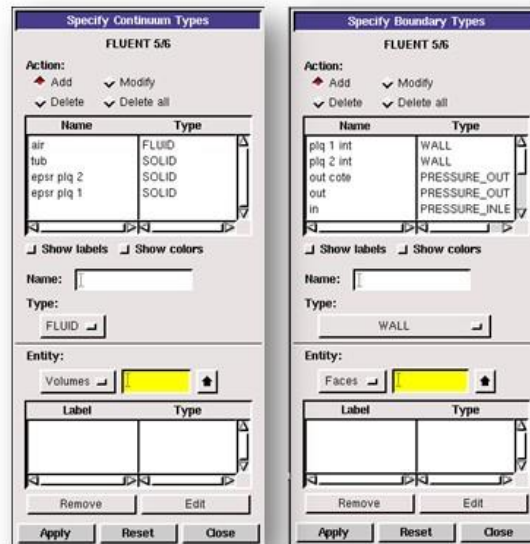 Specify Continuum Types
FLUENT 5/6
Action:
Add Modify
Delete Delete all
Name Type
air FLUID
tub SOLID
epsr plq 2 SOLID
epsr plq 1 SOLID
Show labels Show colors
Name:
Type:
FLUID
Entity:
Volumes
Label Type
Remove Edit
Apply Reset Close
Specify Boundary Types
FLUENT 5/6
Action:
Add Modify
Delete Delete all
Name Type
plq 1 int WALL
plq 2 int WALL
out cote PRESSURE_OUT
out PRESSURE_OUT
in PRESSURE_INLE
Show labels Show colors
Name:
Type:
WALL
Entity:
Faces
Label Type
Remove Edit
Apply Reset Close